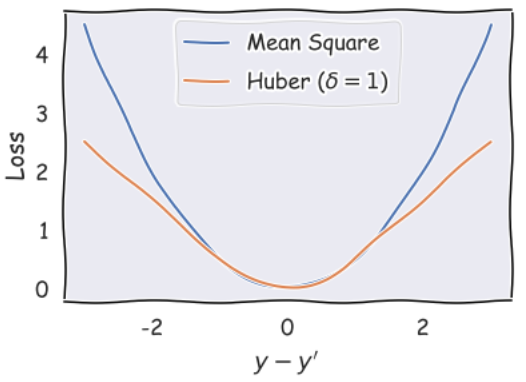 Mean Square
Huber (δ = 1)
Loss
4
3
2
1
0
-2
0
2
y − y′